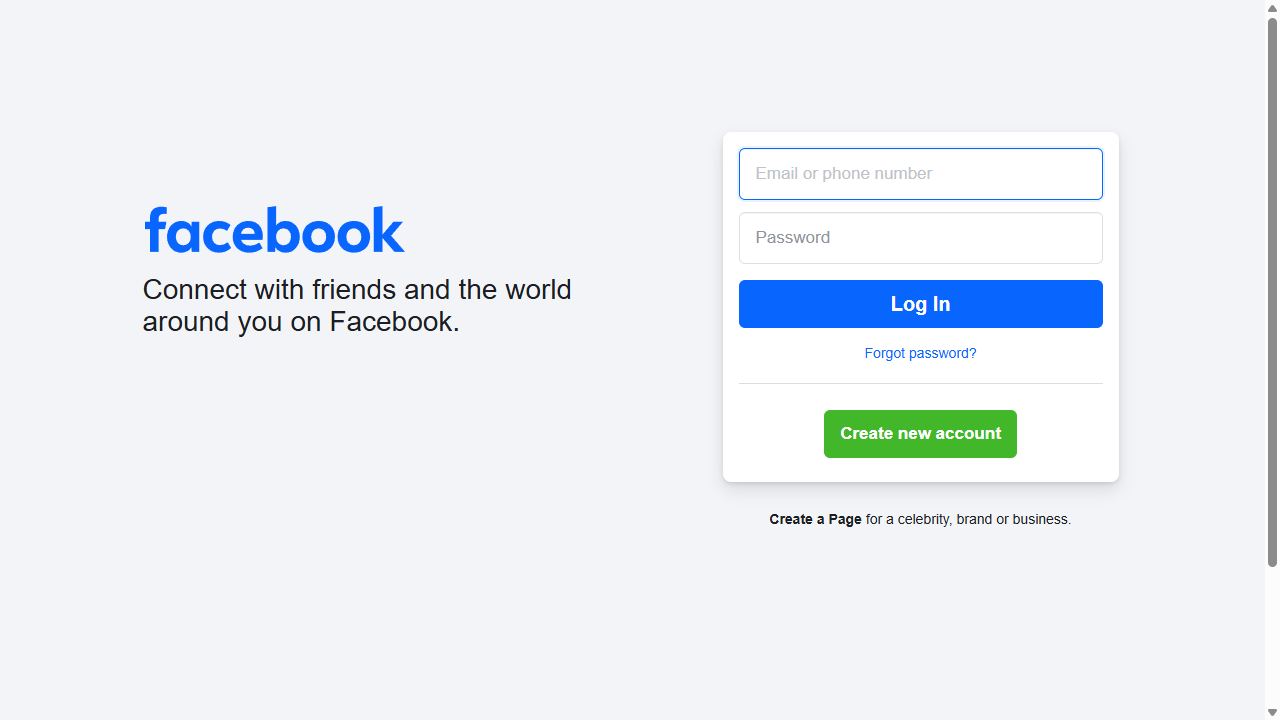 facebook
Connect with friends and the world
around you on Facebook.
Email or phone number
Password
Log In
Forgot password?
Create new account
Create a Page for a celebrity, brand or business.